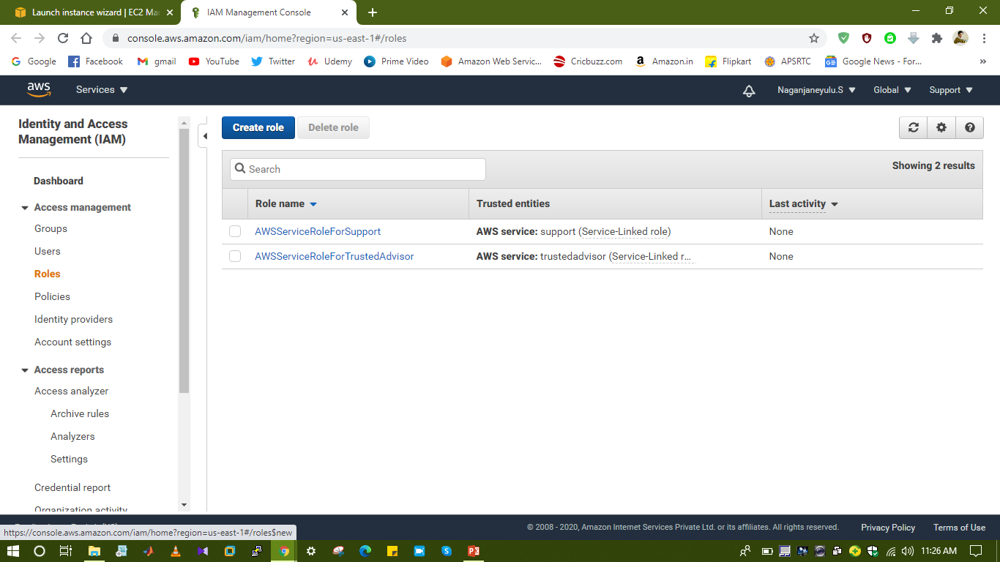 Launch instance wizard | EC2 Ma
IAM Management Console
console.aws.amazon.com/iam/home?region=us-east-1#/roles
Google
Facebook
gmail
YouTube
Twitter
Udemy
Prime Video
Amazon Web Servic...
Cricbuzz.com
Amazon.in
Flipkart
APSRTC
Google News - For...
aws
Services
Naganjaneyulu.S
Global
Support
Identity and Access
Management (IAM)
Dashboard
Access management
Groups
Users
Roles
Policies
Identity providers
Account settings
Access reports
Access analyzer
Archive rules
Analyzers
Settings
Credential report
Organization activity
Create role
Delete role
Search
Showing 2 results
Role name
Trusted entities
Last activity
AWSServiceRoleForSupport
AWS service: support (Service-Linked role)
None
AWSServiceRoleForTrustedAdvisor
AWS service: trustedadvisor (Service-Linked r...
None
https://console.aws.amazon.com/iam/home?region=us-east-1#/roles$new
© 2008 - 2020, Amazon Internet Services Private Ltd. or its affiliates. All rights reserved.
Privacy Policy
Terms of Use
11:26 AM